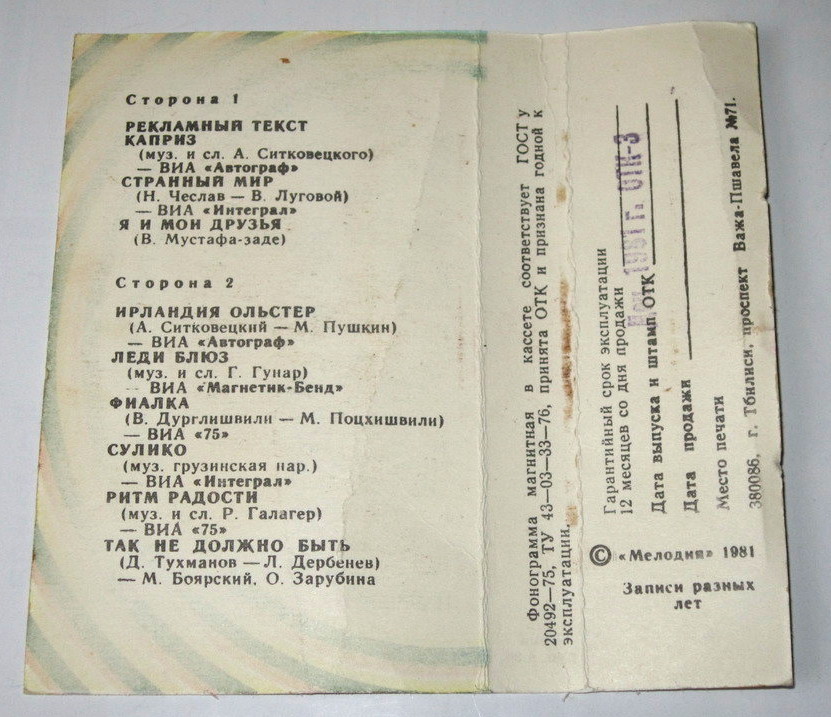 Сторона 1
РЕКЛАМНЫЙ ТЕКСТ
КАПРИЗ
(муз. и сл. А. Ситковецкого)
— ВИА «Автограф»
СТРАННЫЙ МИР
(Н. Чеслав — В. Луговой)
— ВИА «Интеграл»
Я И МОИ ДРУЗЬЯ
(В. Мустафа-заде)
Сторона 2
ИРЛАНДИЯ ОЛЬСТЕР
(А. Ситковецкий — М. Пушкин)
— ВИА «Автограф»
ЛЕДИ БЛЮЗ
(муз. и сл. Г. Гунар)
— ВИА «Магнетик-Бенд»
ФИАЛКА
(В. Дурглишвили — М. Поцхишвили)
— ВИА «75»
СУЛИКО
(муз. грузинская нар.)
— ВИА «Интеграл»
РИТМ РАДОСТИ
(муз. и сл. Р. Галагер)
— ВИА «75»
ТАК НЕ ДОЛЖНО БЫТЬ
(Д. Тухманов — Л. Дербенев)
— М. Боярский, О. Зарубина
Фонограмма магнитная в кассете соответствует ГОСТу
20492—75, ТУ 43—03—33—76, принята ОТК и признана годной к
эксплуатации.
Гарантийный срок эксплуатации
12 месяцев со дня продажи
1981 г. ОТК-3
Дата выпуска и штамп ОТК
Дата продажи
Место печати
380086, г. Тбилиси, проспект Важа-Пшавела №71.
© «Мелодия» 1981
Записи разных
лет